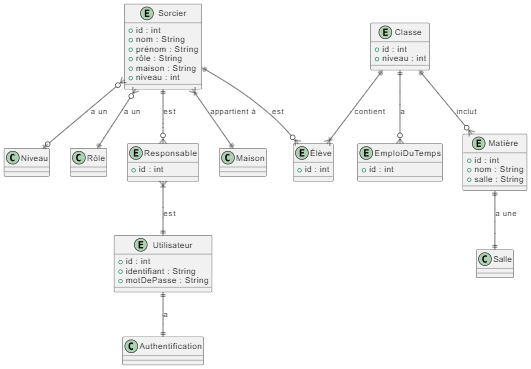 E Sorcier
id : int
nom : String
prénom : String
rôle : String
maison : String
niveau : int
E Classe
id : int
niveau : int
a un
a un
est
appartient à
est
contient
a
inclut
C Niveau
C Rôle
E Responsable
id : int
C Maison
E Élève
id : int
E EmploiDuTemps
id : int
E Matière
id : int
nom : String
salle : String
est
a une
E Utilisateur
id : int
identifiant : String
motDePasse : String
C Salle
a
C Authentification